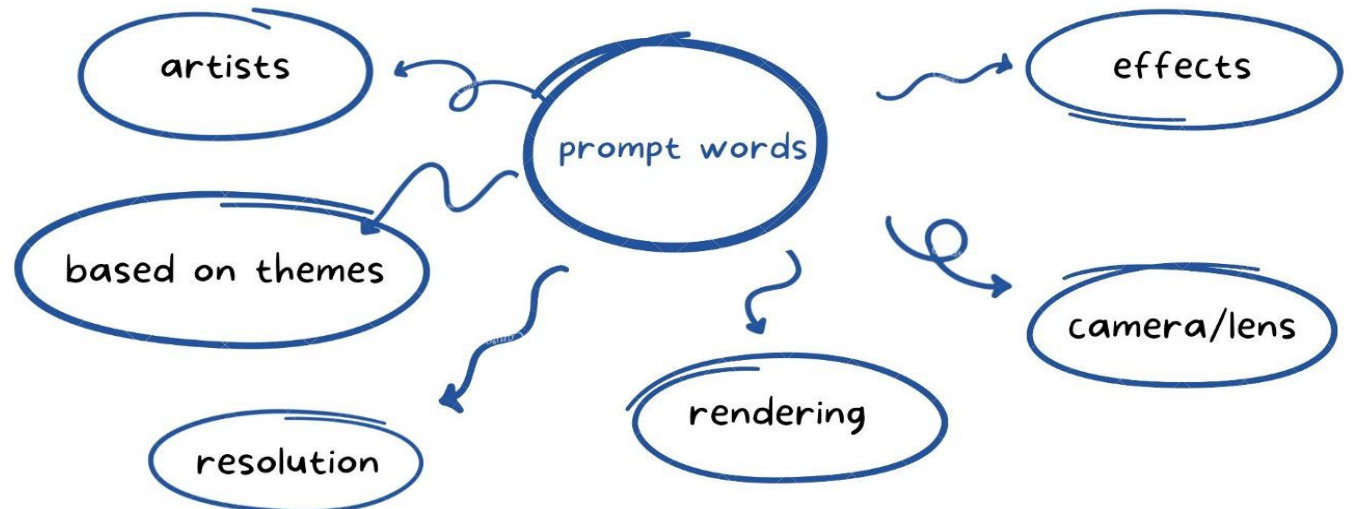 artists
effects
prompt words
based on themes
camera/lens
rendering
resolution